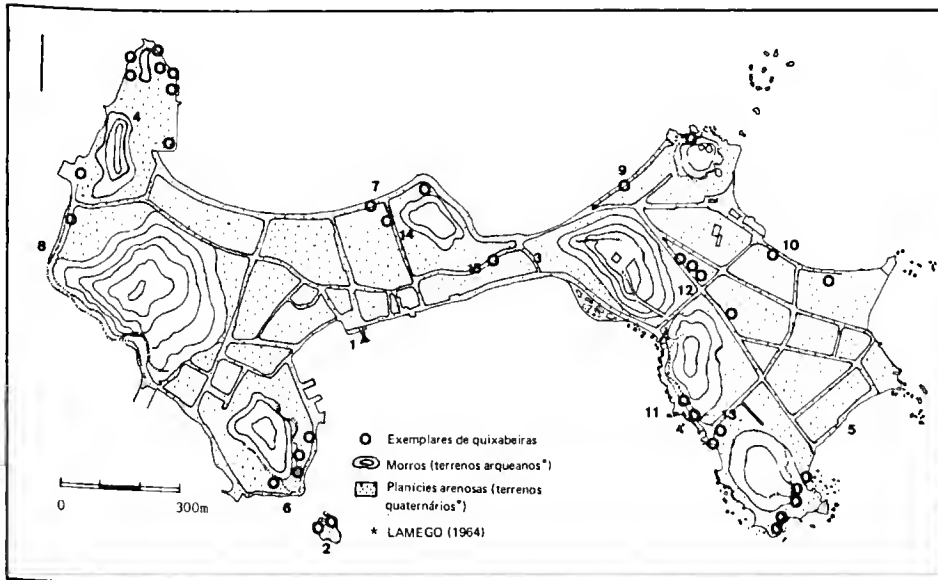 4
9
7
8
14
10
15
3
12
1
11
4
13
5
Exemplares de quixabeiras
Morros (terrenos arqueanos*)
Planícies arenosas (terrenos
quaternários*)
* LAMEGO (1964)
0 300m
6
2